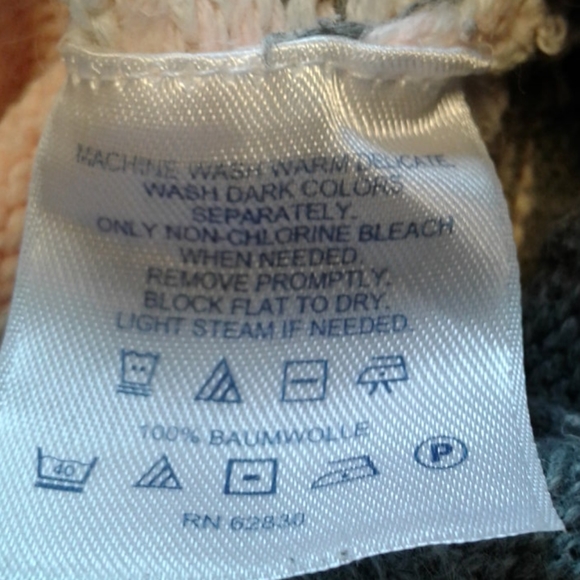 MACHINE WASH WARM DELICATE.
WASH DARK COLORS
SEPARATELY.
ONLY NON-CHLORINE BLEACH
WHEN NEEDED.
REMOVE PROMPTLY.
BLOCK FLAT TO DRY.
LIGHT STEAM IF NEEDED.
100% BAUMWOLLE
40 P
RN 62830